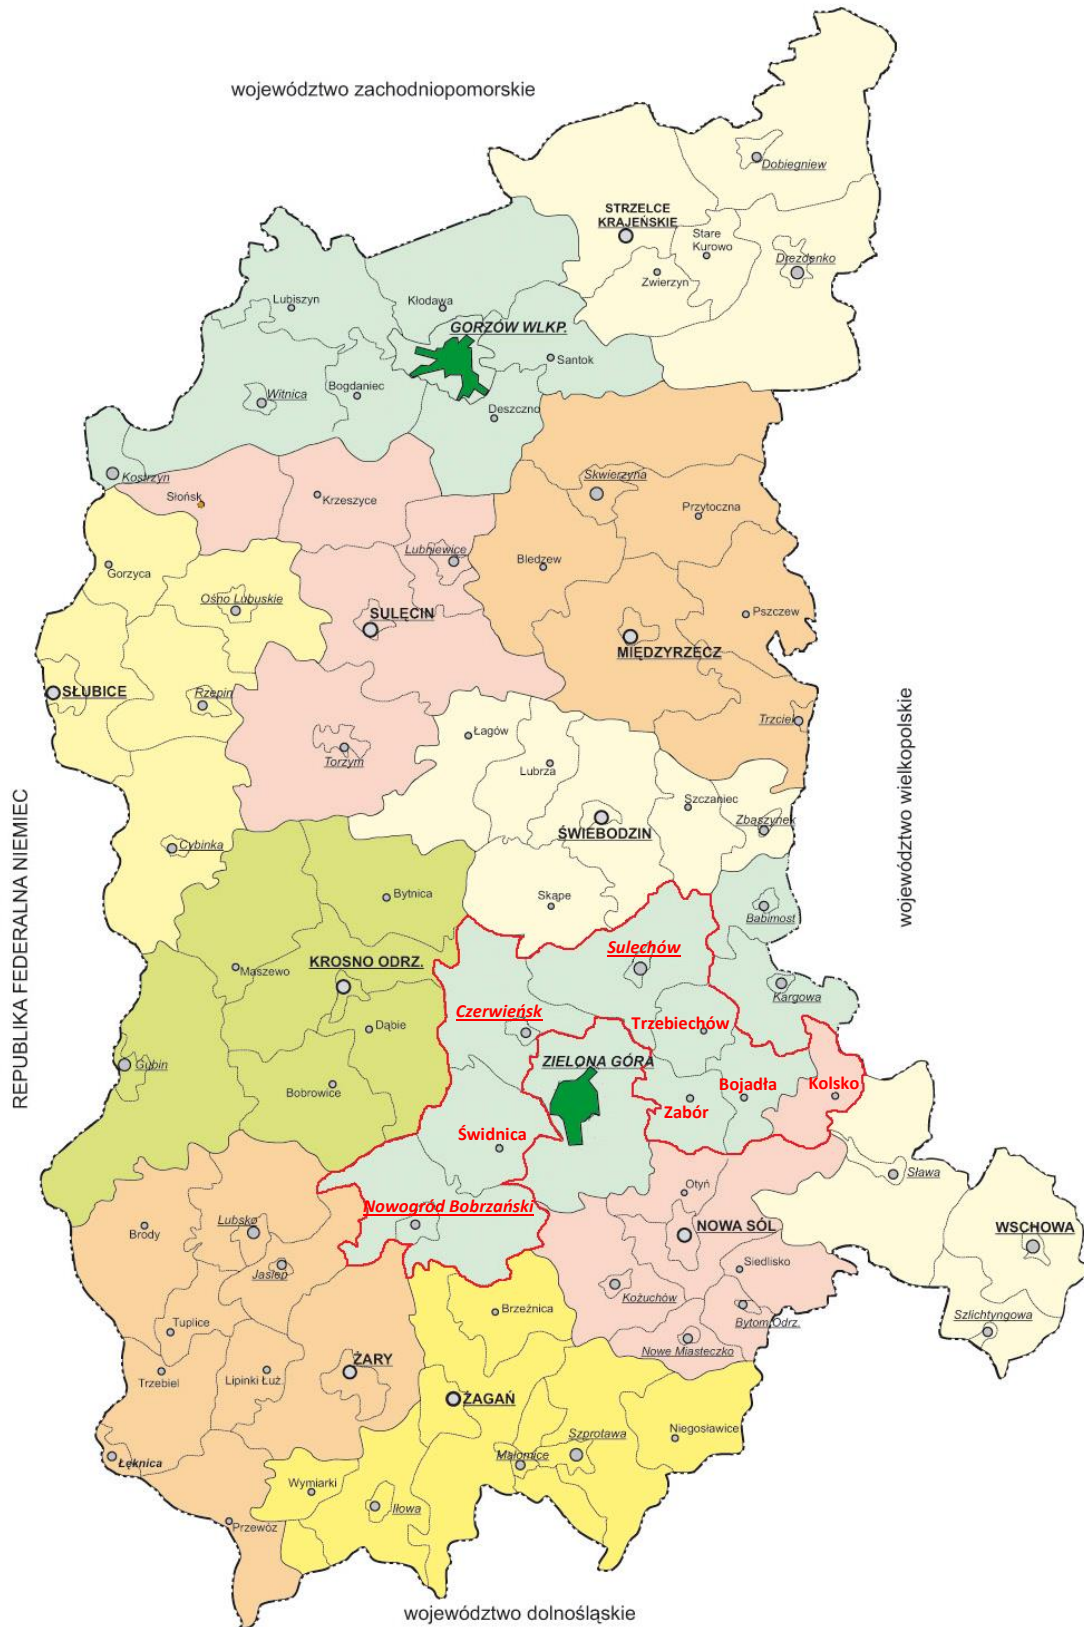 województwo zachodniopomorskie
Dobiegniew
STRZELCE
KRAJEŃSKIE
Stare
Kurowo
Drezdenko
Zwierzyn
Lubiszyn
Kłodawa
GORZÓW WLKP.
Santok
Bogdaniec
Witnica
Deszczno
Kostrzyn
Słońsk
Krzeszyce
Skwierzyna
Przytoczna
Lubniewice
Bledzew
Gorzyca
Ośno Lubuskie
SULĘCIN
Pszczew
MIĘDZYRZECZ
SŁUBICE
Rzepin
Trzciel
Torzym
Łagów
Lubrza
Szczaniec
Zbąszynek
ŚWIEBODZIN
Cybinka
województwo wielkopolskie
REPUBLIKA FEDERALNA NIEMIEC
Bytnica
Skąpe
Babimost
Sulechów
KROSNO ODRZ.
Maszewo
Kargowa
Czerwieńsk
Trzebiechów
Dąbie
Gubin
ZIELONA GÓRA
Bobrowice
Bojadła
Kolsko
Zabór
Świdnica
Sława
Otyń
Nowogród Bobrzański
Brody
Lubsko
NOWA SÓL
WSCHOWA
Jasień
Siedlisko
Kożuchów
Brzeźnica
Bytom Odrz.
Szlichtyngowa
Tuplice
Nowe Miasteczko
ŻARY
Trzebiel
Lipinki Łuż.
ŻAGAŃ
Niegosławice
Szprotawa
Małomice
Łęknica
Wymiarki
Iłowa
Przewóz
województwo dolnośląskie